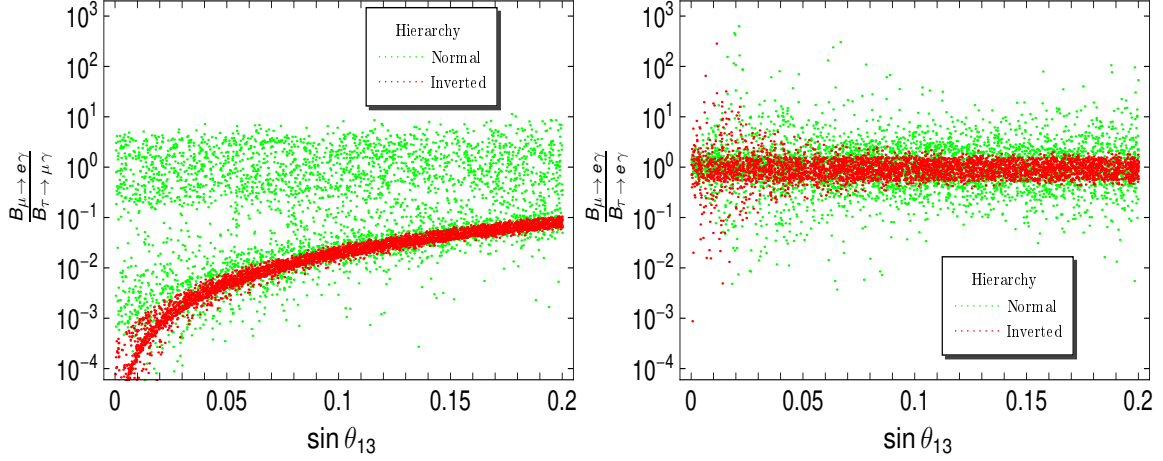 10³
10²
10¹
10⁰
10⁻¹
10⁻²
10⁻³
10⁻⁴
B_{μ→eγ}
B_{τ→μγ}
Hierarchy
Normal
Inverted
0 0.05 0.1 0.15 0.2
sin θ₁₃
10³
10²
10¹
10⁰
10⁻¹
10⁻²
10⁻³
10⁻⁴
B_{μ→eγ}
B_{τ→eγ}
Hierarchy
Normal
Inverted
0 0.05 0.1 0.15 0.2
sin θ₁₃